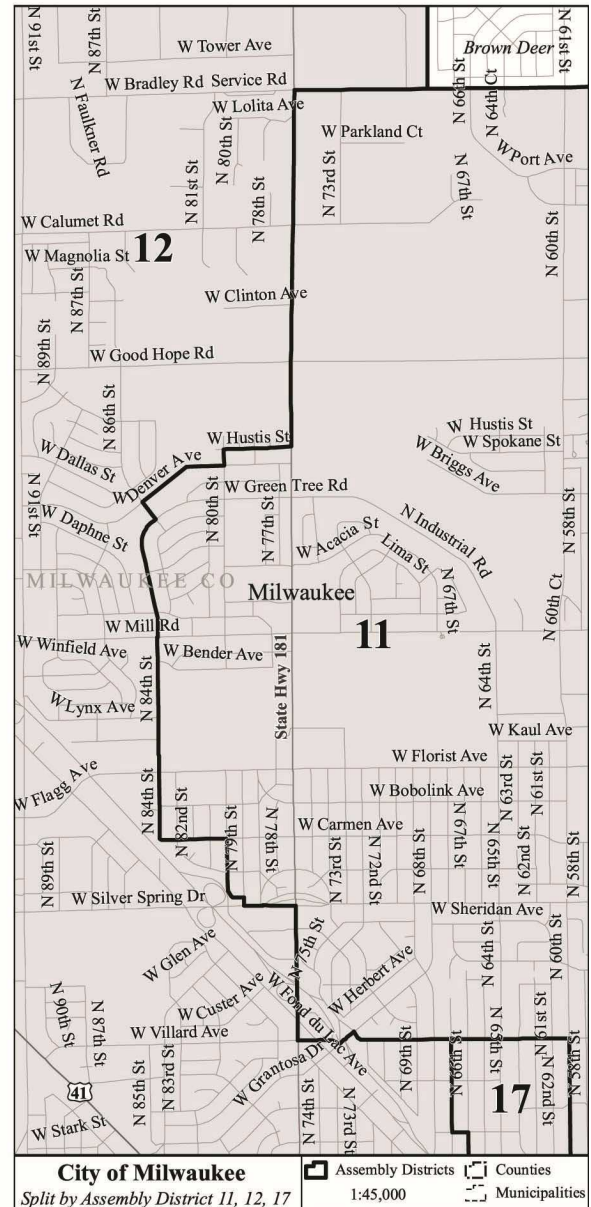 N 91st St
N 87th St
W Tower Ave
Brown Deer
N 61st St
W Bradley Rd
Service Rd
N 66th St
N 64th Ct
N Faulkner Rd
W Lolita Ave
N 80th St
W Parkland Ct
W Port Ave
N 81st St
N 78th St
N 73rd St
N 67th St
W Calumet Rd
N 60th St
W Magnolia St
12
N 87th St
W Clinton Ave
N 89th St
W Good Hope Rd
N 86th St
W Hustis St
W Hustis St
W Spokane St
W Dallas St
W Denver Ave
W Briggs Ave
N 91st St
W Green Tree Rd
N 80th St
N 77th St
W Daphne St
W Acacia St
N Industrial Rd
N 58th St
Lima St
MILWAUKEE CO
Milwaukee
N 67th St
N 60th Ct
W Mill Rd
11
W Winfield Ave
W Bender Ave
N 84th St
State Hwy 181
N 64th St
W Lynx Ave
W Kaul Ave
W Florist Ave
W Flagg Ave
W Bobolink Ave
N 63rd St
N 61st St
N 84th St
N 82nd St
N 79th St
N 78th St
W Carmen Ave
N 67th St
N 65th St
N 62nd St
N 58th St
N 89th St
N 73rd St
N 72nd St
N 68th St
W Silver Spring Dr
W Sheridan Ave
N 75th St
N 64th St
N 60th St
W Glen Ave
W Herbert Ave
W Custer Ave
W Fond du Lac Ave
N 90th St
N 87th St
W Villard Ave
N 65th St
N 61st St
W Grantosa Dr
N 69th St
N 66th St
N 62nd St
N 58th St
41
N 85th St
N 83rd St
N 74th St
N 73rd St
17
W Stark St
City of Milwaukee
Split by Assembly District 11, 12, 17
Assembly Districts
Counties
1:45,000
Municipalities